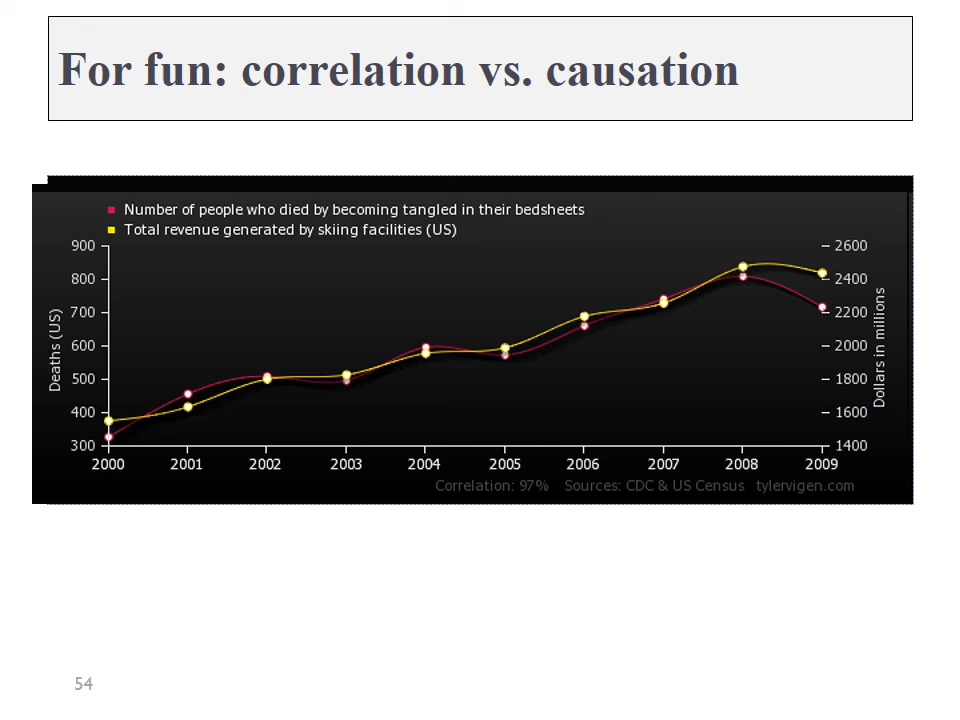 For fun: correlation vs. causation
Number of people who died by becoming tangled in their bedsheets
Total revenue generated by skiing facilities (US)
900
800
700
600
500
400
300
Deaths (US)
2600
2400
2200
2000
1800
1600
1400
Dollars in millions
2000 2001 2002 2003 2004 2005 2006 2007 2008 2009
Correlation: 97% Sources: CDC & US Census tylervigen.com
54